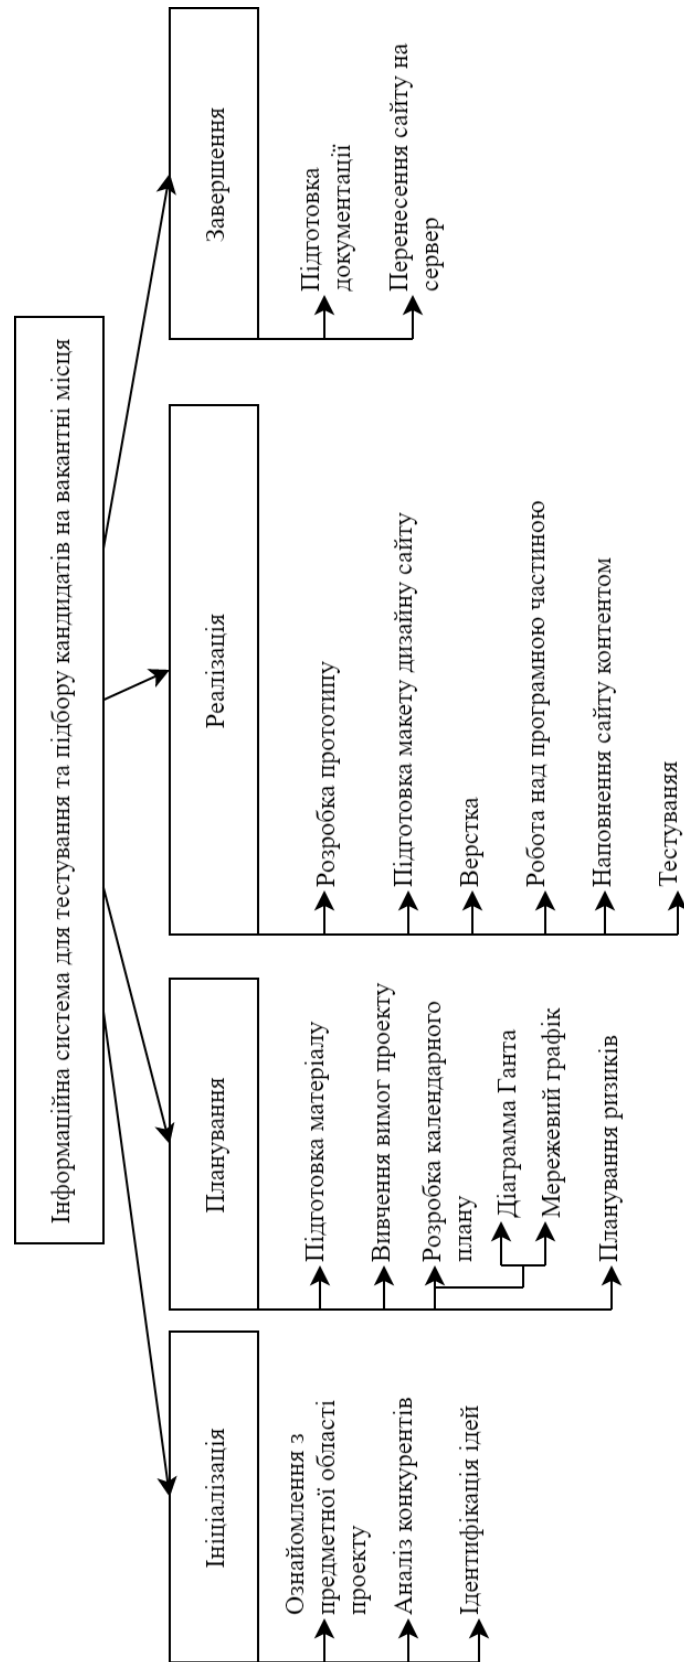 Інформаційна система для тестування та підбору кандидатів на вакантні місця
Ініціалізація
Ознайомлення з
предметної області
проекту
Аналіз конкурентів
Ідентифікація ідей
Планування
Підготовка матеріалу
Вивчення вимог проекту
Розробка календарного
плану
Діаграмма Ганта
Мережевий графік
Планування ризиків
Реалізація
Розробка прототипу
Підготовка макету дизайну сайту
Верстка
Робота над програмною частиною
Наповнення сайту контентом
Тестуваняя
Завершення
Підготовка
документації
Перенесення сайту на
сервер